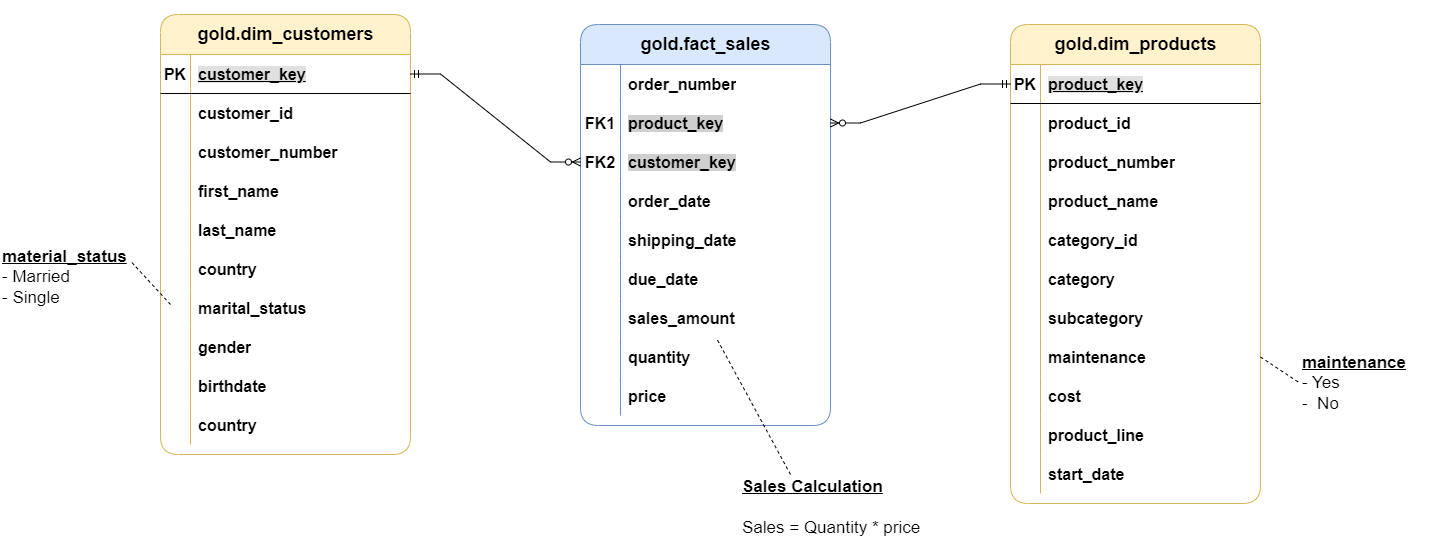 gold.dim_customers
PK customer_key
customer_id
customer_number
first_name
last_name
country
marital_status
gender
birthdate
country
material_status
- Married
- Single
gold.fact_sales
order_number
FK1 product_key
FK2 customer_key
order_date
shipping_date
due_date
sales_amount
quantity
price
Sales Calculation
Sales = Quantity * price
gold.dim_products
PK product_key
product_id
product_number
product_name
category_id
category
subcategory
maintenance
cost
product_line
start_date
maintenance
- Yes
- No